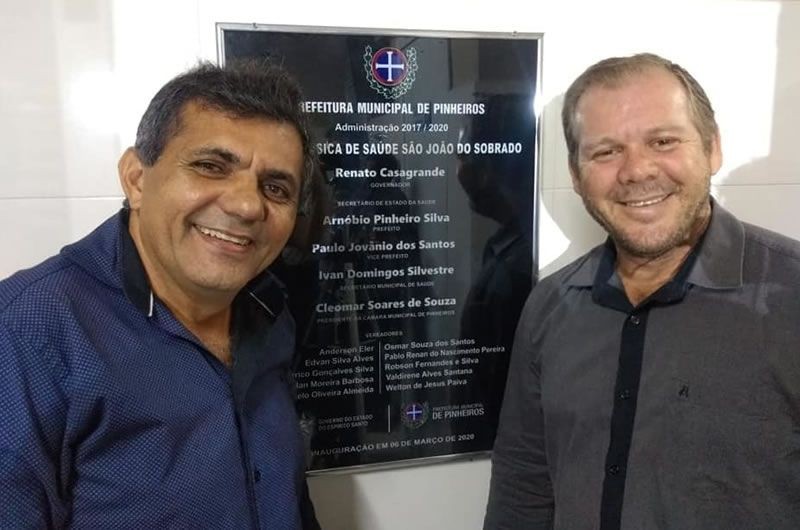 REFEITURA MUNICIPAL DE PINHEIROS
Administração 2017 / 2020
SICA DE SAÚDE SÃO JOÃO DO SOBRADO
Renato Casagrande
GOVERNADOR
SECRETÁRIO DE ESTADO DA SAÚDE
Arnóbio Pinheiro Silva
PREFEITO
Paulo Jovânio dos Santos
VICE PREFEITO
Ivan Domingos Silvestre
SECRETÁRIO MUNICIPAL DE SAÚDE
Cleomar Soares de Souza
PRESIDENTE DA CÂMARA MUNICIPAL DE PINHEIROS
VEREADORES
Anderson Eler
Edvan Silva Alves
rico Gonçalves Silva
lan Moreira Barbosa
elo Oliveira Almeida
Osmar Souza dos Santos
Pablo Renan do Nascimento Pereira
Robson Fernandes e Silva
Valdirene Alves Santana
Welton de Jesus Paiva
GOVERNO DO ESTADO
DO ESPÍRITO SANTO
PREFEITURA MUNICIPAL
DE PINHEIROS
INAUGURAÇÃO EM 06 DE MARÇO DE 2020